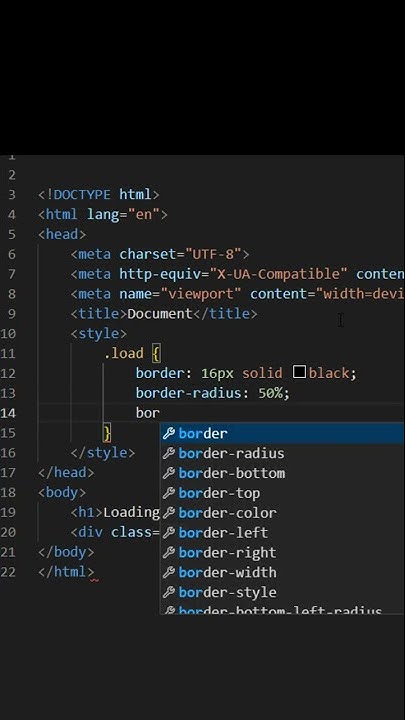 1
2
3 <!DOCTYPE html>
4 <html lang="en">
5 <head>
6 <meta charset="UTF-8">
7 <meta http-equiv="X-UA-Compatible" conten
8 <meta name="viewport" content="width=devi
9 <title>Document</title>
10 <style>
11 .load {
12 border: 16px solid black;
13 border-radius: 50%;
14 bor
15 }
border
16 </style>
border-radius
17 </head>
border-bottom
18 <body>
border-top
19 <h1>Loading
border-color
20 <div class=
border-left
21 </body>
border-right
22 </html>
border-width
border-style
border-bottom-left-radius